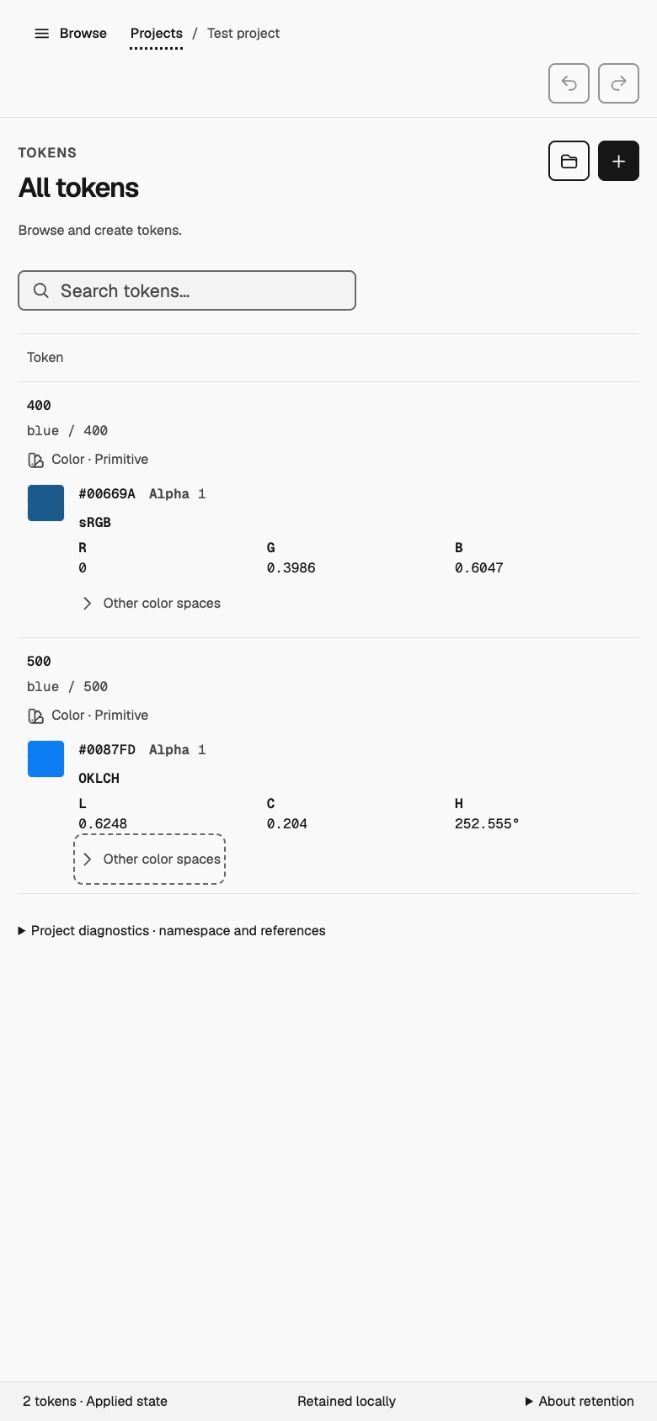 Browse Projects / Test project
TOKENS
All tokens
Browse and create tokens.
Search tokens...
Token
400
blue / 400
Color · Primitive
#00669A Alpha 1
sRGB
R G B
0 0.3986 0.6047
Other color spaces
500
blue / 500
Color · Primitive
#0087FD Alpha 1
OKLCH
L C H
0.6248 0.204 252.555°
Other color spaces
Project diagnostics · namespace and references
2 tokens · Applied state Retained locally About retention